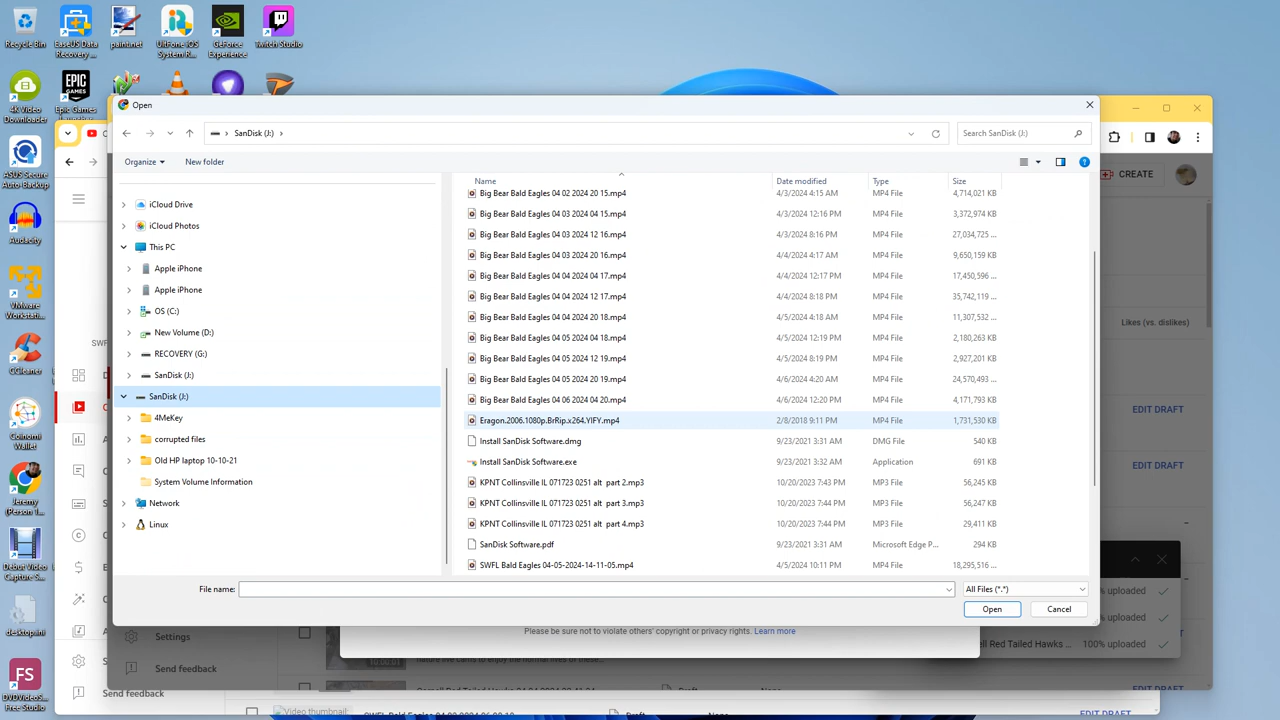 Recycle Bin
EaseUS Data Recovery ...
paint.net
UltFone iOS System R...
GeForce Experience
Twitch Studio
4K Video Downloader
Epic Games
ASUS Secure Auto-Backup
Audacity
VMware Workstati...
CCleaner
Coinomi Wallet
Jeremy (Person 1...
Debut Video Capture S...
desktop.ini
DVDVideoS... Free Studio
Open
SanDisk (J:)
Search SanDisk (J:)
Organize
New folder
CREATE
Name
Date modified
Type
Size
iCloud Drive
iCloud Photos
This PC
Apple iPhone
Apple iPhone
OS (C:)
New Volume (D:)
RECOVERY (G:)
SanDisk (J:)
SanDisk (J:)
4MeKey
corrupted files
Old HP laptop 10-10-21
System Volume Information
Network
Linux
Big Bear Bald Eagles 04 02 2024 20 15.mp4 4/3/2024 4:15 AM MP4 File 4,714,021 KB
Big Bear Bald Eagles 04 03 2024 04 15.mp4 4/3/2024 12:16 PM MP4 File 3,372,974 KB
Big Bear Bald Eagles 04 03 2024 12 16.mp4 4/3/2024 8:16 PM MP4 File 27,034,725 ...
Big Bear Bald Eagles 04 03 2024 20 16.mp4 4/4/2024 4:17 AM MP4 File 9,650,159 KB
Big Bear Bald Eagles 04 04 2024 04 17.mp4 4/4/2024 12:17 PM MP4 File 17,450,596 ...
Big Bear Bald Eagles 04 04 2024 12 17.mp4 4/4/2024 8:18 PM MP4 File 35,742,119 ...
Big Bear Bald Eagles 04 04 2024 20 18.mp4 4/5/2024 4:18 AM MP4 File 11,307,532 ...
Big Bear Bald Eagles 04 05 2024 04 18.mp4 4/5/2024 12:19 PM MP4 File 2,180,263 KB
Big Bear Bald Eagles 04 05 2024 12 19.mp4 4/5/2024 8:19 PM MP4 File 2,927,201 KB
Big Bear Bald Eagles 04 05 2024 20 19.mp4 4/6/2024 4:20 AM MP4 File 24,570,493 ...
Big Bear Bald Eagles 04 06 2024 04 20.mp4 4/6/2024 12:20 PM MP4 File 4,171,793 KB
Eragon.2006.1080p.BrRip.x264.YIFY.mp4 2/8/2018 9:11 PM MP4 File 1,731,530 KB
Install SanDisk Software.dmg 9/23/2021 3:31 AM DMG File 540 KB
Install SanDisk Software.exe 9/23/2021 3:32 AM Application 691 KB
KPNT Collinsville IL 071723 0251 alt part 2.mp3 10/20/2023 7:43 PM MP3 File 56,245 KB
KPNT Collinsville IL 071723 0251 alt part 3.mp3 10/20/2023 7:44 PM MP3 File 56,247 KB
KPNT Collinsville IL 071723 0251 alt part 4.mp3 10/20/2023 7:44 PM MP3 File 29,411 KB
SanDisk Software.pdf 9/23/2021 3:31 AM Microsoft Edge P... 294 KB
SWFL Bald Eagles 04-05-2024-14-11-05.mp4 4/5/2024 10:11 PM MP4 File 18,295,516 ...
File name:
All Files (*.*)
Open
Cancel
Likes (vs. dislikes)
EDIT DRAFT
EDIT DRAFT
% uploaded
% uploaded
ell Red Tailed Hawks ... 100% uploaded
SWF
Please be sure not to violate others' copyright or privacy rights. Learn more
Settings
Send feedback
Send feedback
10:00:01
Draft
None
EDIT DRAFT
Video thumbnail:
Draft
None
EDIT DRAFT